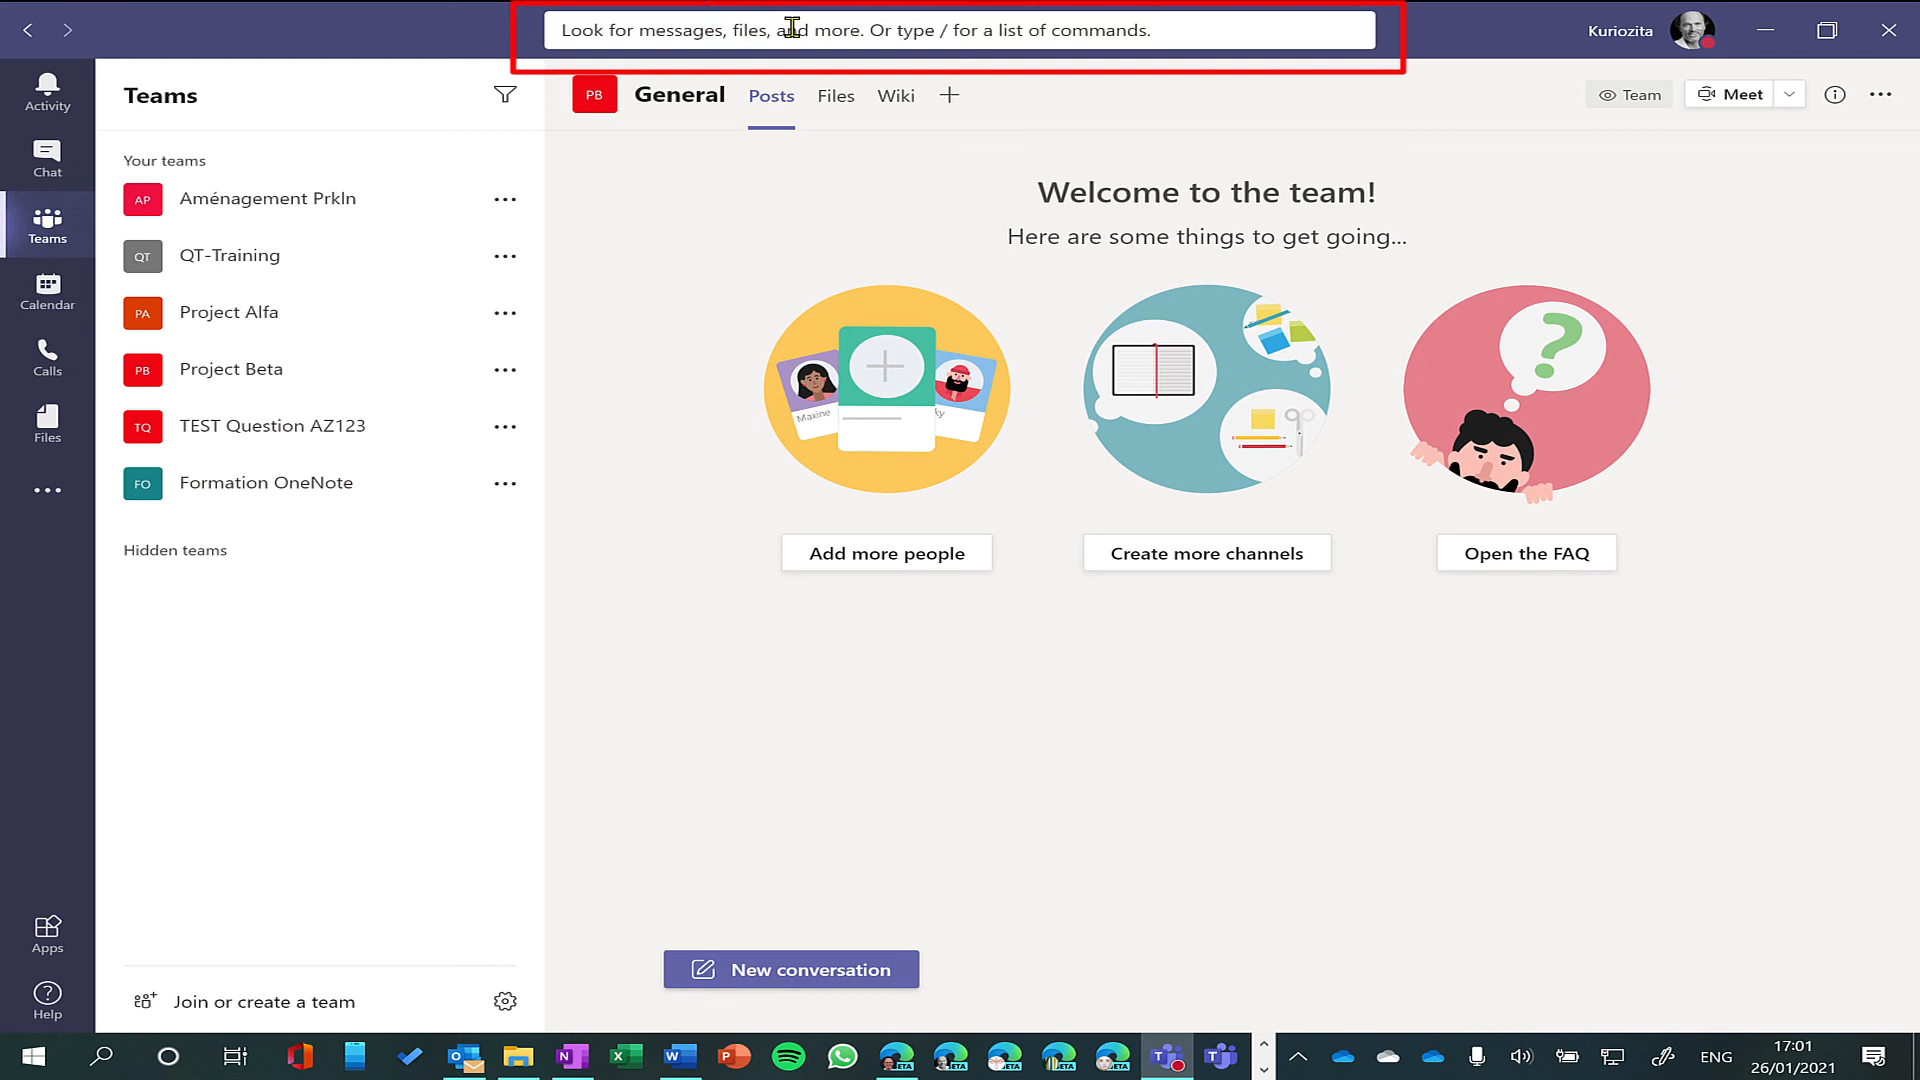 Look for messages, files, and more. Or type / for a list of commands.
Kuriozita
Activity
Chat
Teams
Calendar
Calls
Files
Apps
Help
Teams
Your teams
AP Aménagement Prkln
QT QT-Training
PA Project Alfa
PB Project Beta
TQ TEST Question AZ123
FO Formation OneNote
Hidden teams
Join or create a team
PB General Posts Files Wiki
Team Meet
Welcome to the team!
Here are some things to get going...
Maxine
Add more people Create more channels Open the FAQ
New conversation
ENG
17:01
26/01/2021